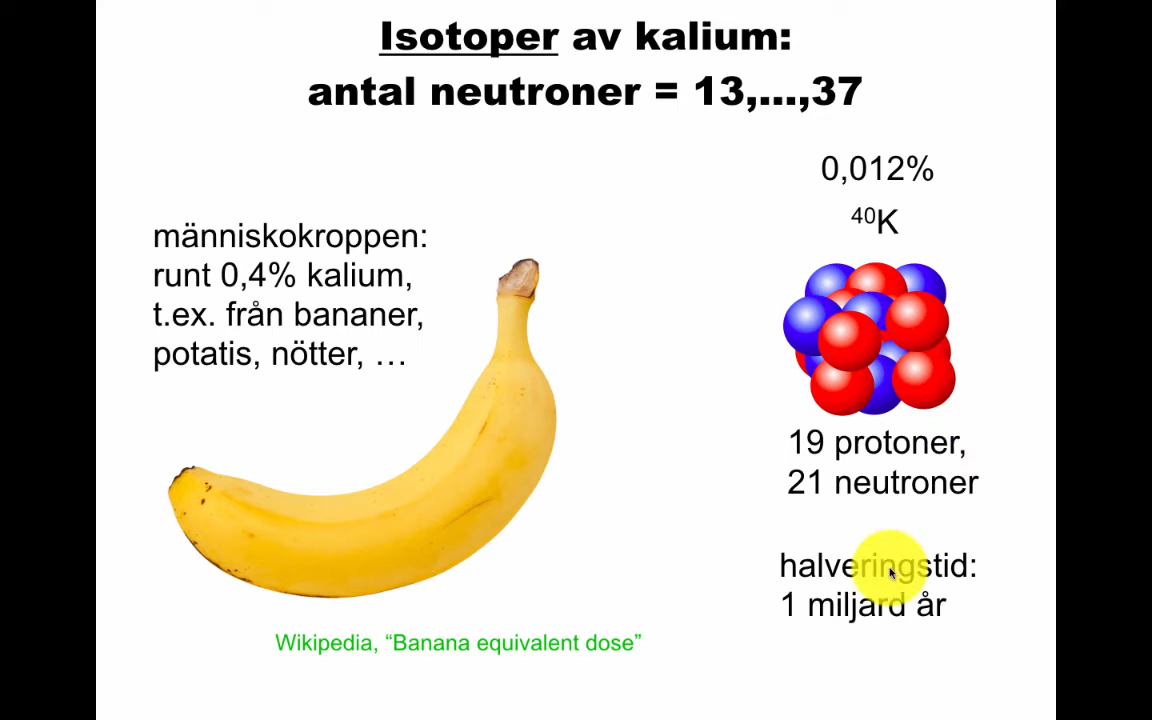 Isotoper av kalium:
antal neutroner = 13,...,37
0,012%
⁴⁰K
människokroppen:
runt 0,4% kalium,
t.ex. från bananer,
potatis, nötter, …
19 protoner,
21 neutroner
halveringstid:
1 miljard år
Wikipedia, “Banana equivalent dose”